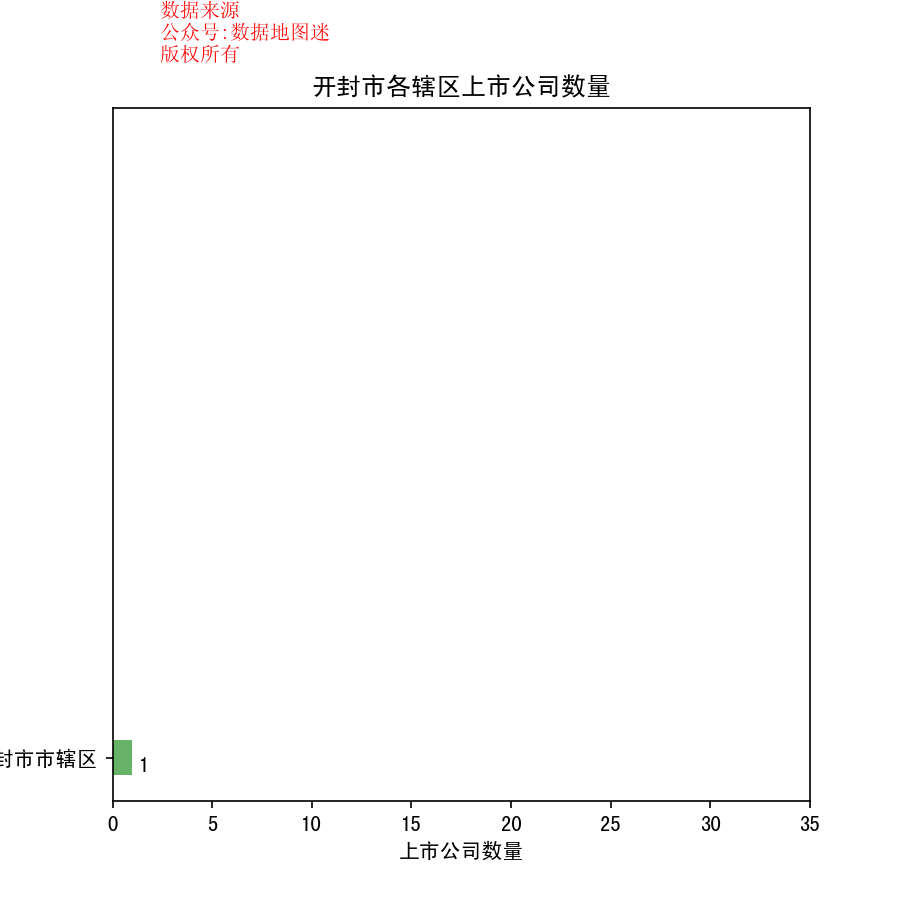 数据来源
公众号:数据地图迷
版权所有
开封市各辖区上市公司数量
封市市辖区
1
0 5 10 15 20 25 30 35
上市公司数量